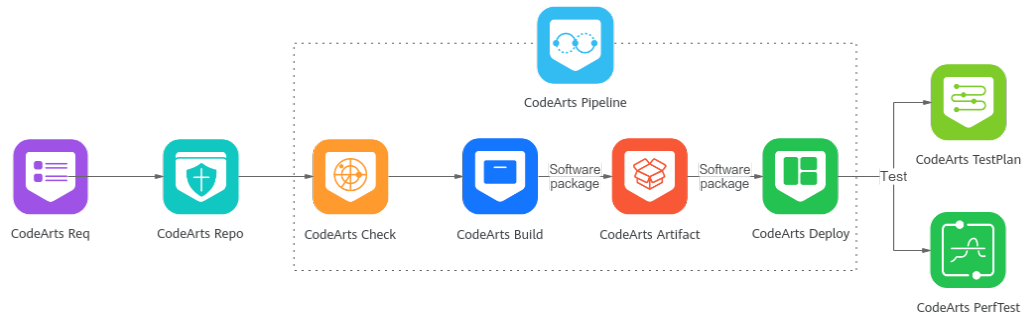 CodeArts Pipeline
CodeArts Req
CodeArts Repo
CodeArts Check
CodeArts Build
Software
package
CodeArts Artifact
Software
package
CodeArts Deploy
Test
CodeArts TestPlan
CodeArts PerfTest